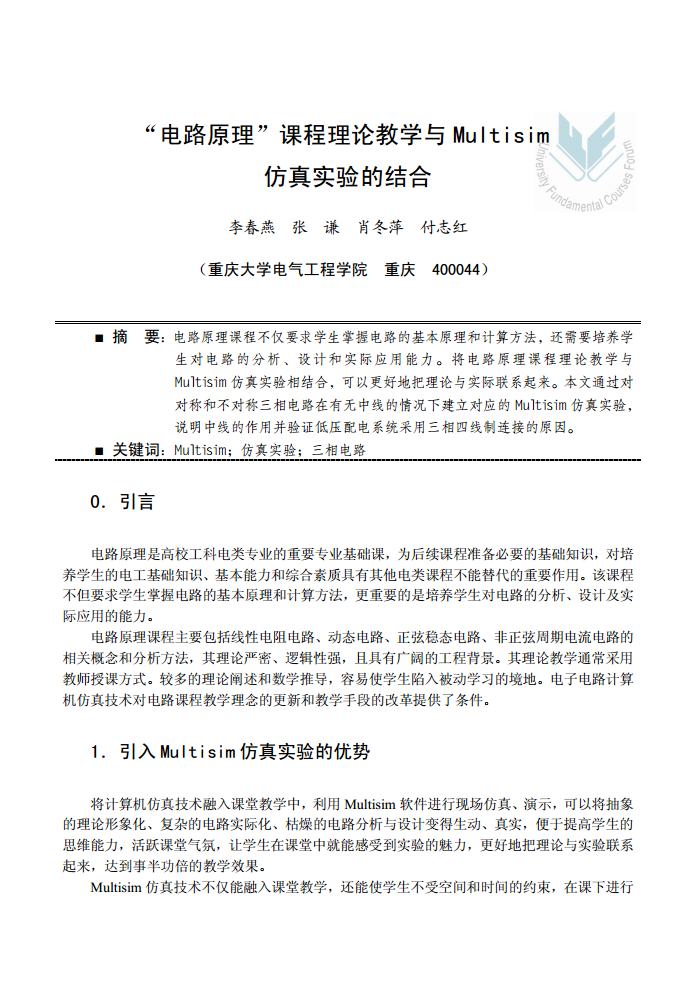 “电路原理”课程理论教学与 Multisim
仿真实验的结合
University Fundamental Courses Forum
李春燕 张 谦 肖冬萍 付志红
（重庆大学电气工程学院 重庆 400044）
■ 摘 要：电路原理课程不仅要求学生掌握电路的基本原理和计算方法，还需要培养学
生对电路的分析、设计和实际应用能力。将电路原理课程理论教学与
Multisim 仿真实验相结合，可以更好地把理论与实际联系起来。本文通过对
对称和不对称三相电路在有无中线的情况下建立对应的 Multisim 仿真实验，
说明中线的作用并验证低压配电系统采用三相四线制连接的原因。
■ 关键词：Multisim；仿真实验；三相电路
0．引言
电路原理是高校工科电类专业的重要专业基础课，为后续课程准备必要的基础知识，对培
养学生的电工基础知识、基本能力和综合素质具有其他电类课程不能替代的重要作用。该课程
不但要求学生掌握电路的基本原理和计算方法，更重要的是培养学生对电路的分析、设计及实
际应用的能力。
电路原理课程主要包括线性电阻电路、动态电路、正弦稳态电路、非正弦周期电流电路的
相关概念和分析方法，其理论严密、逻辑性强，且具有广阔的工程背景。其理论教学通常采用
教师授课方式。较多的理论阐述和数学推导，容易使学生陷入被动学习的境地。电子电路计算
机仿真技术对电路课程教学理念的更新和教学手段的改革提供了条件。
1．引入 Multisim 仿真实验的优势
将计算机仿真技术融入课堂教学中，利用 Multisim 软件进行现场仿真、演示，可以将抽象
的理论形象化、复杂的电路实际化、枯燥的电路分析与设计变得生动、真实，便于提高学生的
思维能力，活跃课堂气氛，让学生在课堂中就能感受到实验的魅力，更好地把理论与实验联系
起来，达到事半功倍的教学效果。
Multisim 仿真技术不仅能融入课堂教学，还能使学生不受空间和时间的约束，在课下进行